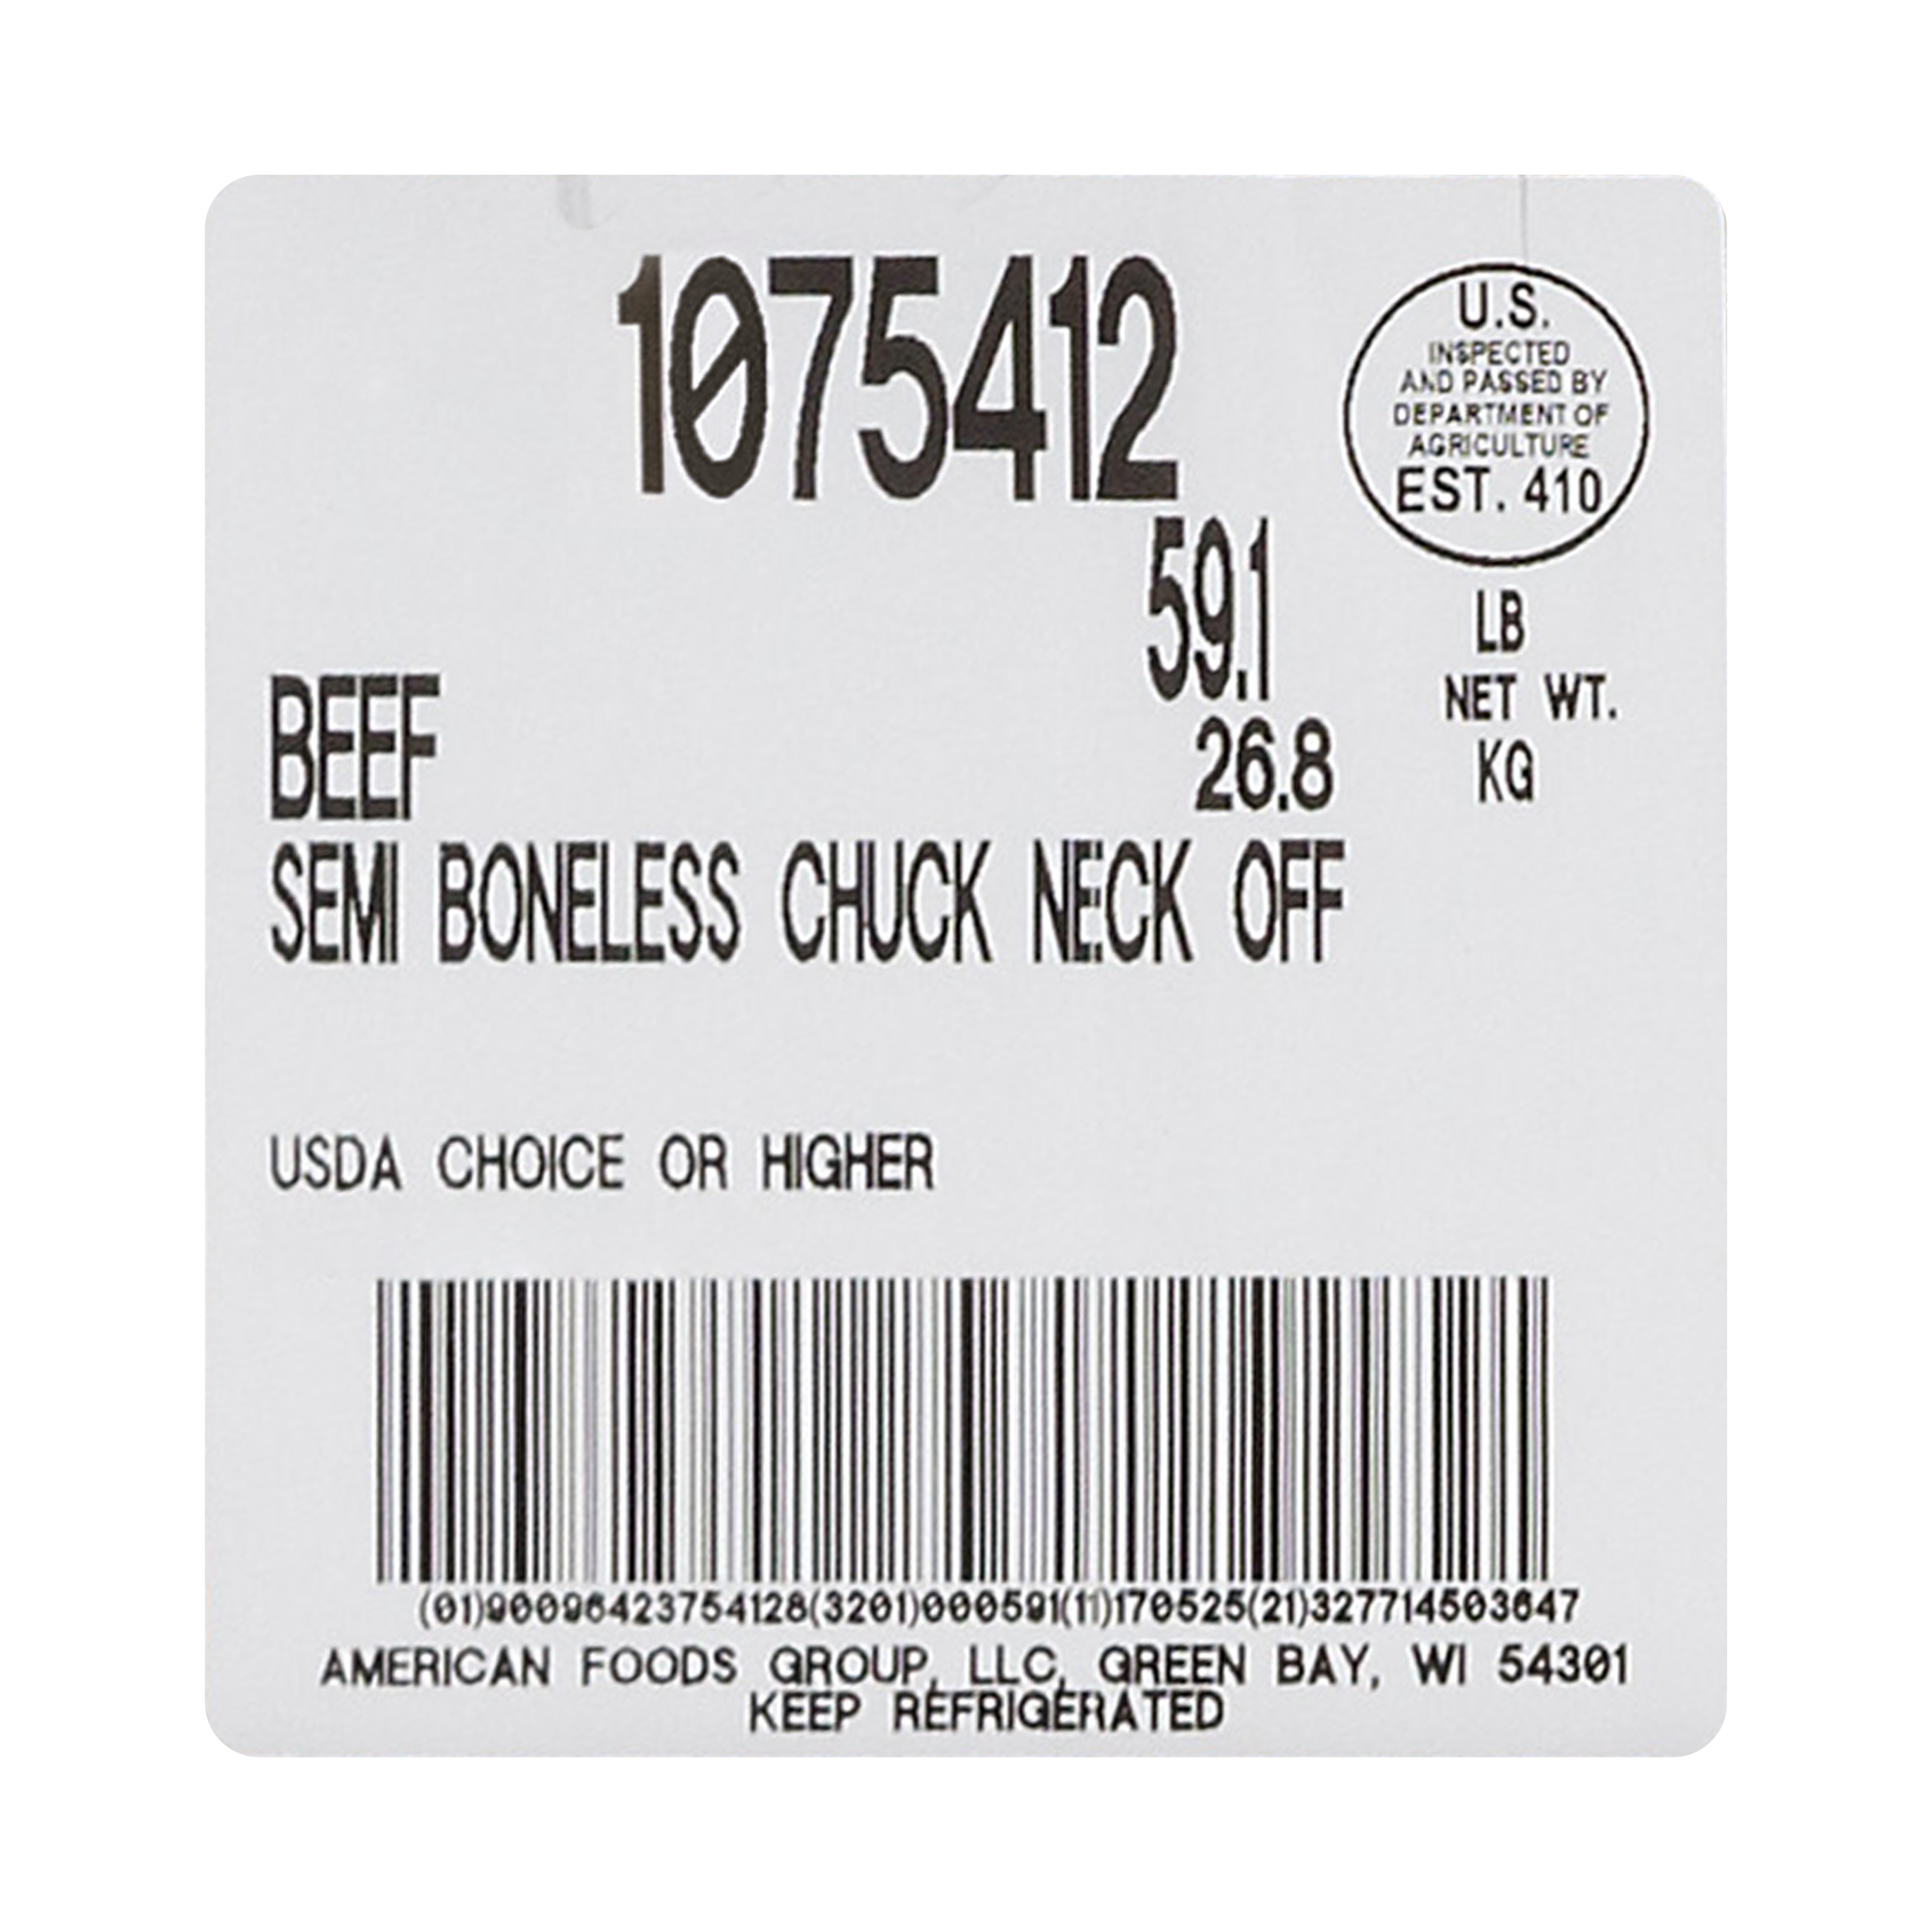 1075412
U.S.
INSPECTED
AND PASSED BY
DEPARTMENT OF
AGRICULTURE
EST. 410
59.1
LB
NET WT.
BEEF
26.8
KG
SEMI BONELESS CHUCK NECK OFF
USDA CHOICE OR HIGHER
(01)90096423754128(3201)000591(11)170525(21)327714503647
AMERICAN FOODS GROUP, LLC, GREEN BAY, WI 54301
KEEP REFRIGERATED